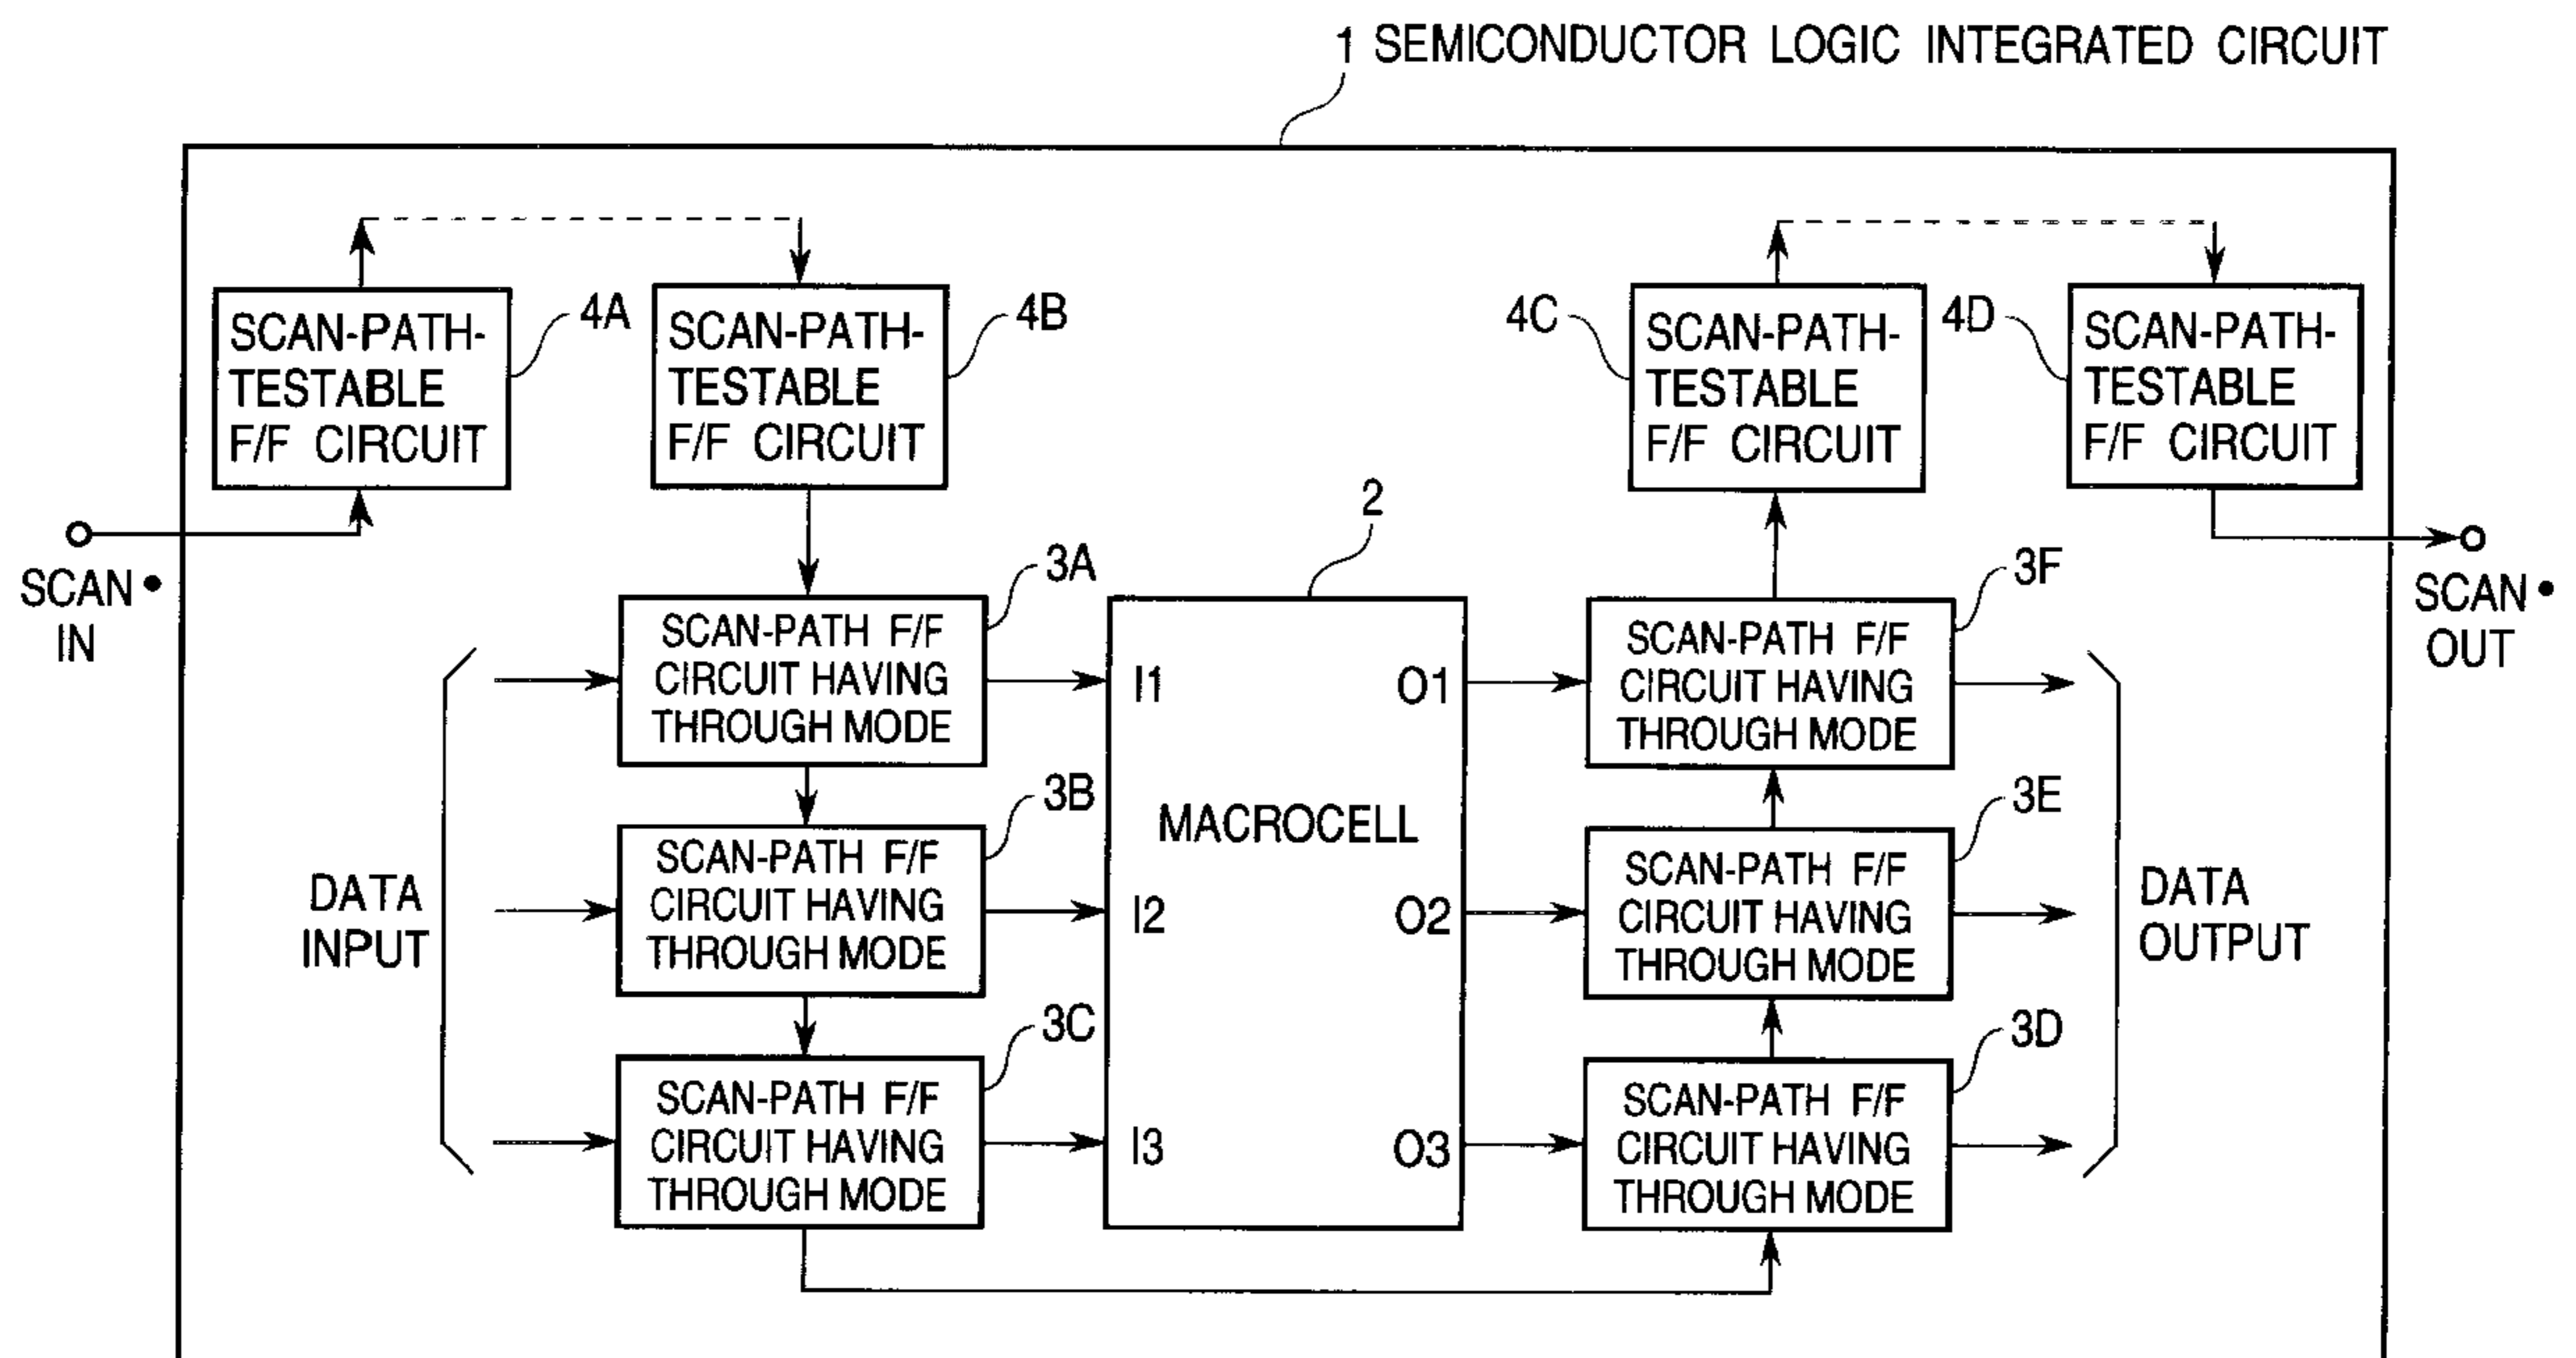 1 SEMICONDUCTOR LOGIC INTEGRATED CIRCUIT
SCAN-PATH-
TESTABLE
F/F CIRCUIT
4A
SCAN-PATH-
TESTABLE
F/F CIRCUIT
4B
4C
SCAN-PATH-
TESTABLE
F/F CIRCUIT
4D
SCAN-PATH-
TESTABLE
F/F CIRCUIT
SCAN•
IN
SCAN•
OUT
DATA
INPUT
3A
SCAN-PATH F/F
CIRCUIT HAVING
THROUGH MODE
3B
SCAN-PATH F/F
CIRCUIT HAVING
THROUGH MODE
3C
SCAN-PATH F/F
CIRCUIT HAVING
THROUGH MODE
2
I1
O1
MACROCELL
I2
O2
I3
O3
3F
SCAN-PATH F/F
CIRCUIT HAVING
THROUGH MODE
3E
SCAN-PATH F/F
CIRCUIT HAVING
THROUGH MODE
3D
SCAN-PATH F/F
CIRCUIT HAVING
THROUGH MODE
DATA
OUTPUT